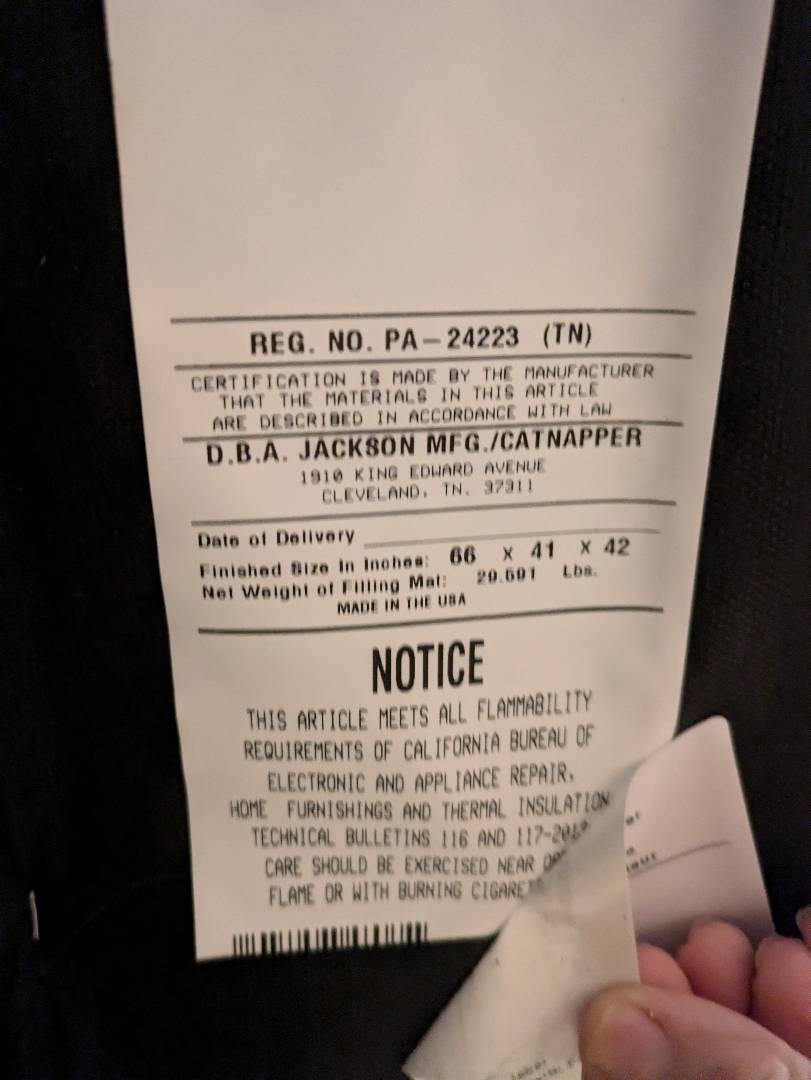 REG. NO. PA-24223 (TN)
CERTIFICATION IS MADE BY THE MANUFACTURER
THAT THE MATERIALS IN THIS ARTICLE
ARE DESCRIBED IN ACCORDANCE WITH LAW
D.B.A. JACKSON MFG./CATNAPPER
1910 KING EDWARD AVENUE
CLEVELAND, TN. 37311
Date of Delivery
Finished Size In Inches: 66 X 41 X 42
Net Weight of Filling Mat: Lbs.
MADE IN THE USA
NOTICE
THIS ARTICLE MEETS ALL FLAMMABILITY
REQUIREMENTS OF CALIFORNIA BUREAU OF
ELECTRONIC AND APPLIANCE REPAIR,
HOME FURNISHINGS AND THERMAL INSULATION
TECHNICAL BULLETINS 116 AND
CARE SHOULD BE EXERCISED NEAR
FLAME OR WITH BURNING